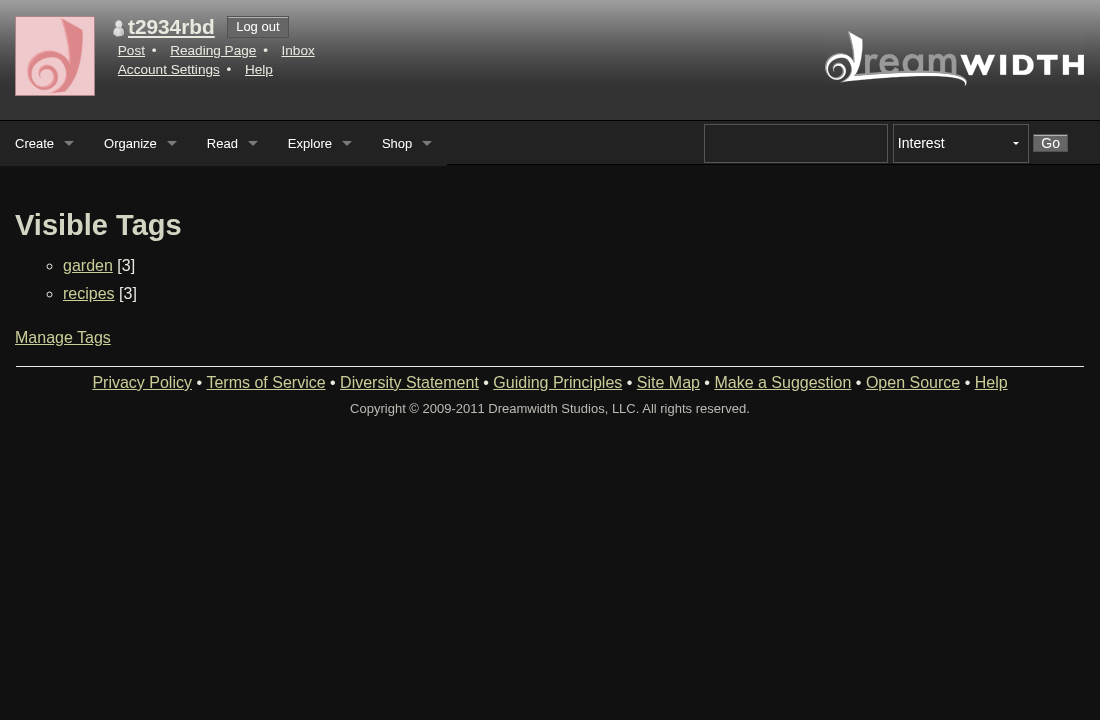 t2934rbd Log out
Post • Reading Page • Inbox
Account Settings • Help
dreamWIDTH
Create Organize Read Explore Shop Interest Go
Visible Tags
garden [3]
recipes [3]
Manage Tags
Privacy Policy • Terms of Service • Diversity Statement • Guiding Principles • Site Map • Make a Suggestion • Open Source • Help
Copyright © 2009-2011 Dreamwidth Studios, LLC. All rights reserved.